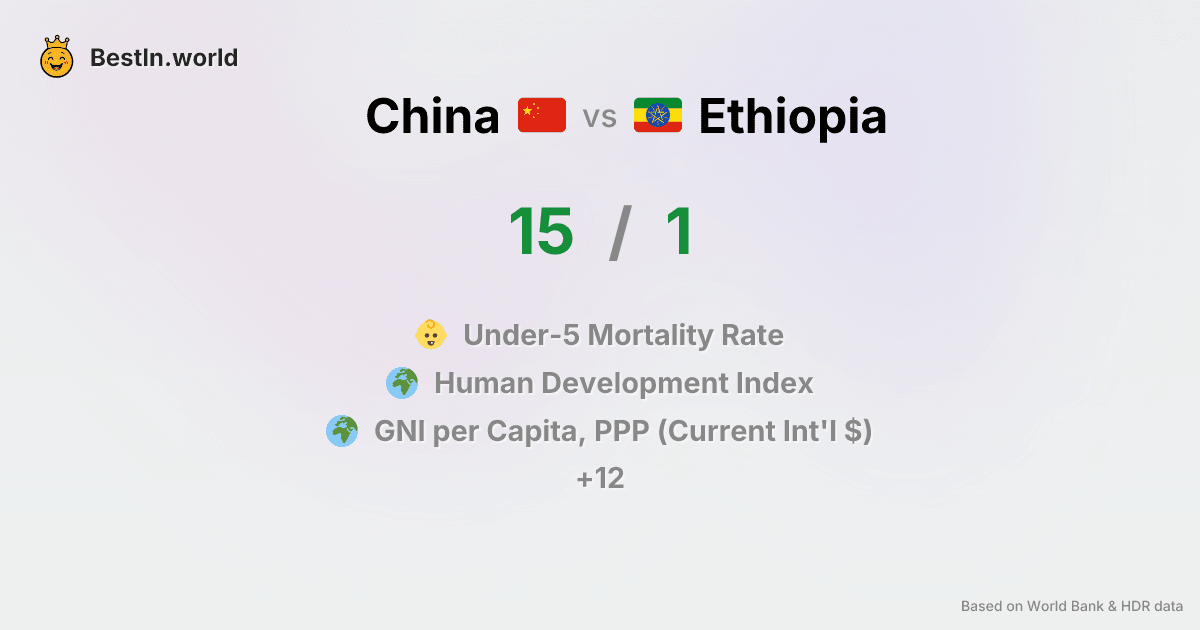 BestIn.world
China vs Ethiopia
15 / 1
Under-5 Mortality Rate
Human Development Index
GNI per Capita, PPP (Current Int'l $)
+12
Based on World Bank & HDR data